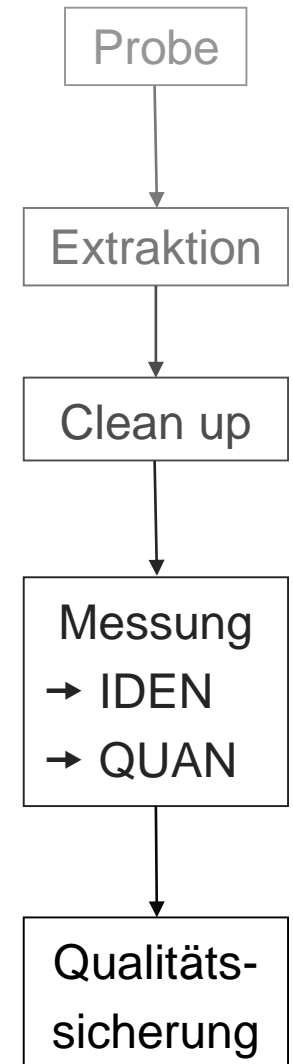 Probe
Extraktion
Clean up
Messung
→ IDEN
→ QUAN
Qualitäts-
sicherung